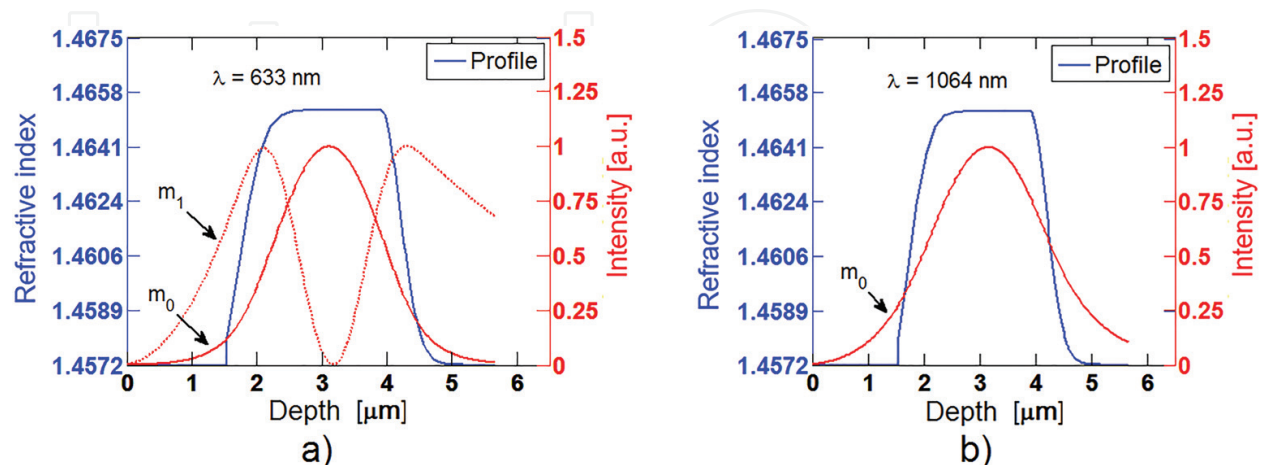 1.4675
1.4658
1.4641
1.4624
1.4606
1.4589
1.4572
Refractive index
λ = 633 nm
Profile
m1
m0
1.5
1.25
1
0.75
0.5
0.25
0
Intensity [a.u.]
0 1 2 3 4 5 6
Depth [μm]
a)
1.4675
1.4658
1.4641
1.4624
1.4606
1.4589
1.4572
Refractive index
λ = 1064 nm
Profile
m0
1.5
1.25
1
0.75
0.5
0.25
0
Intensity [a.u.]
0 1 2 3 4 5 6
Depth [μm]
b)